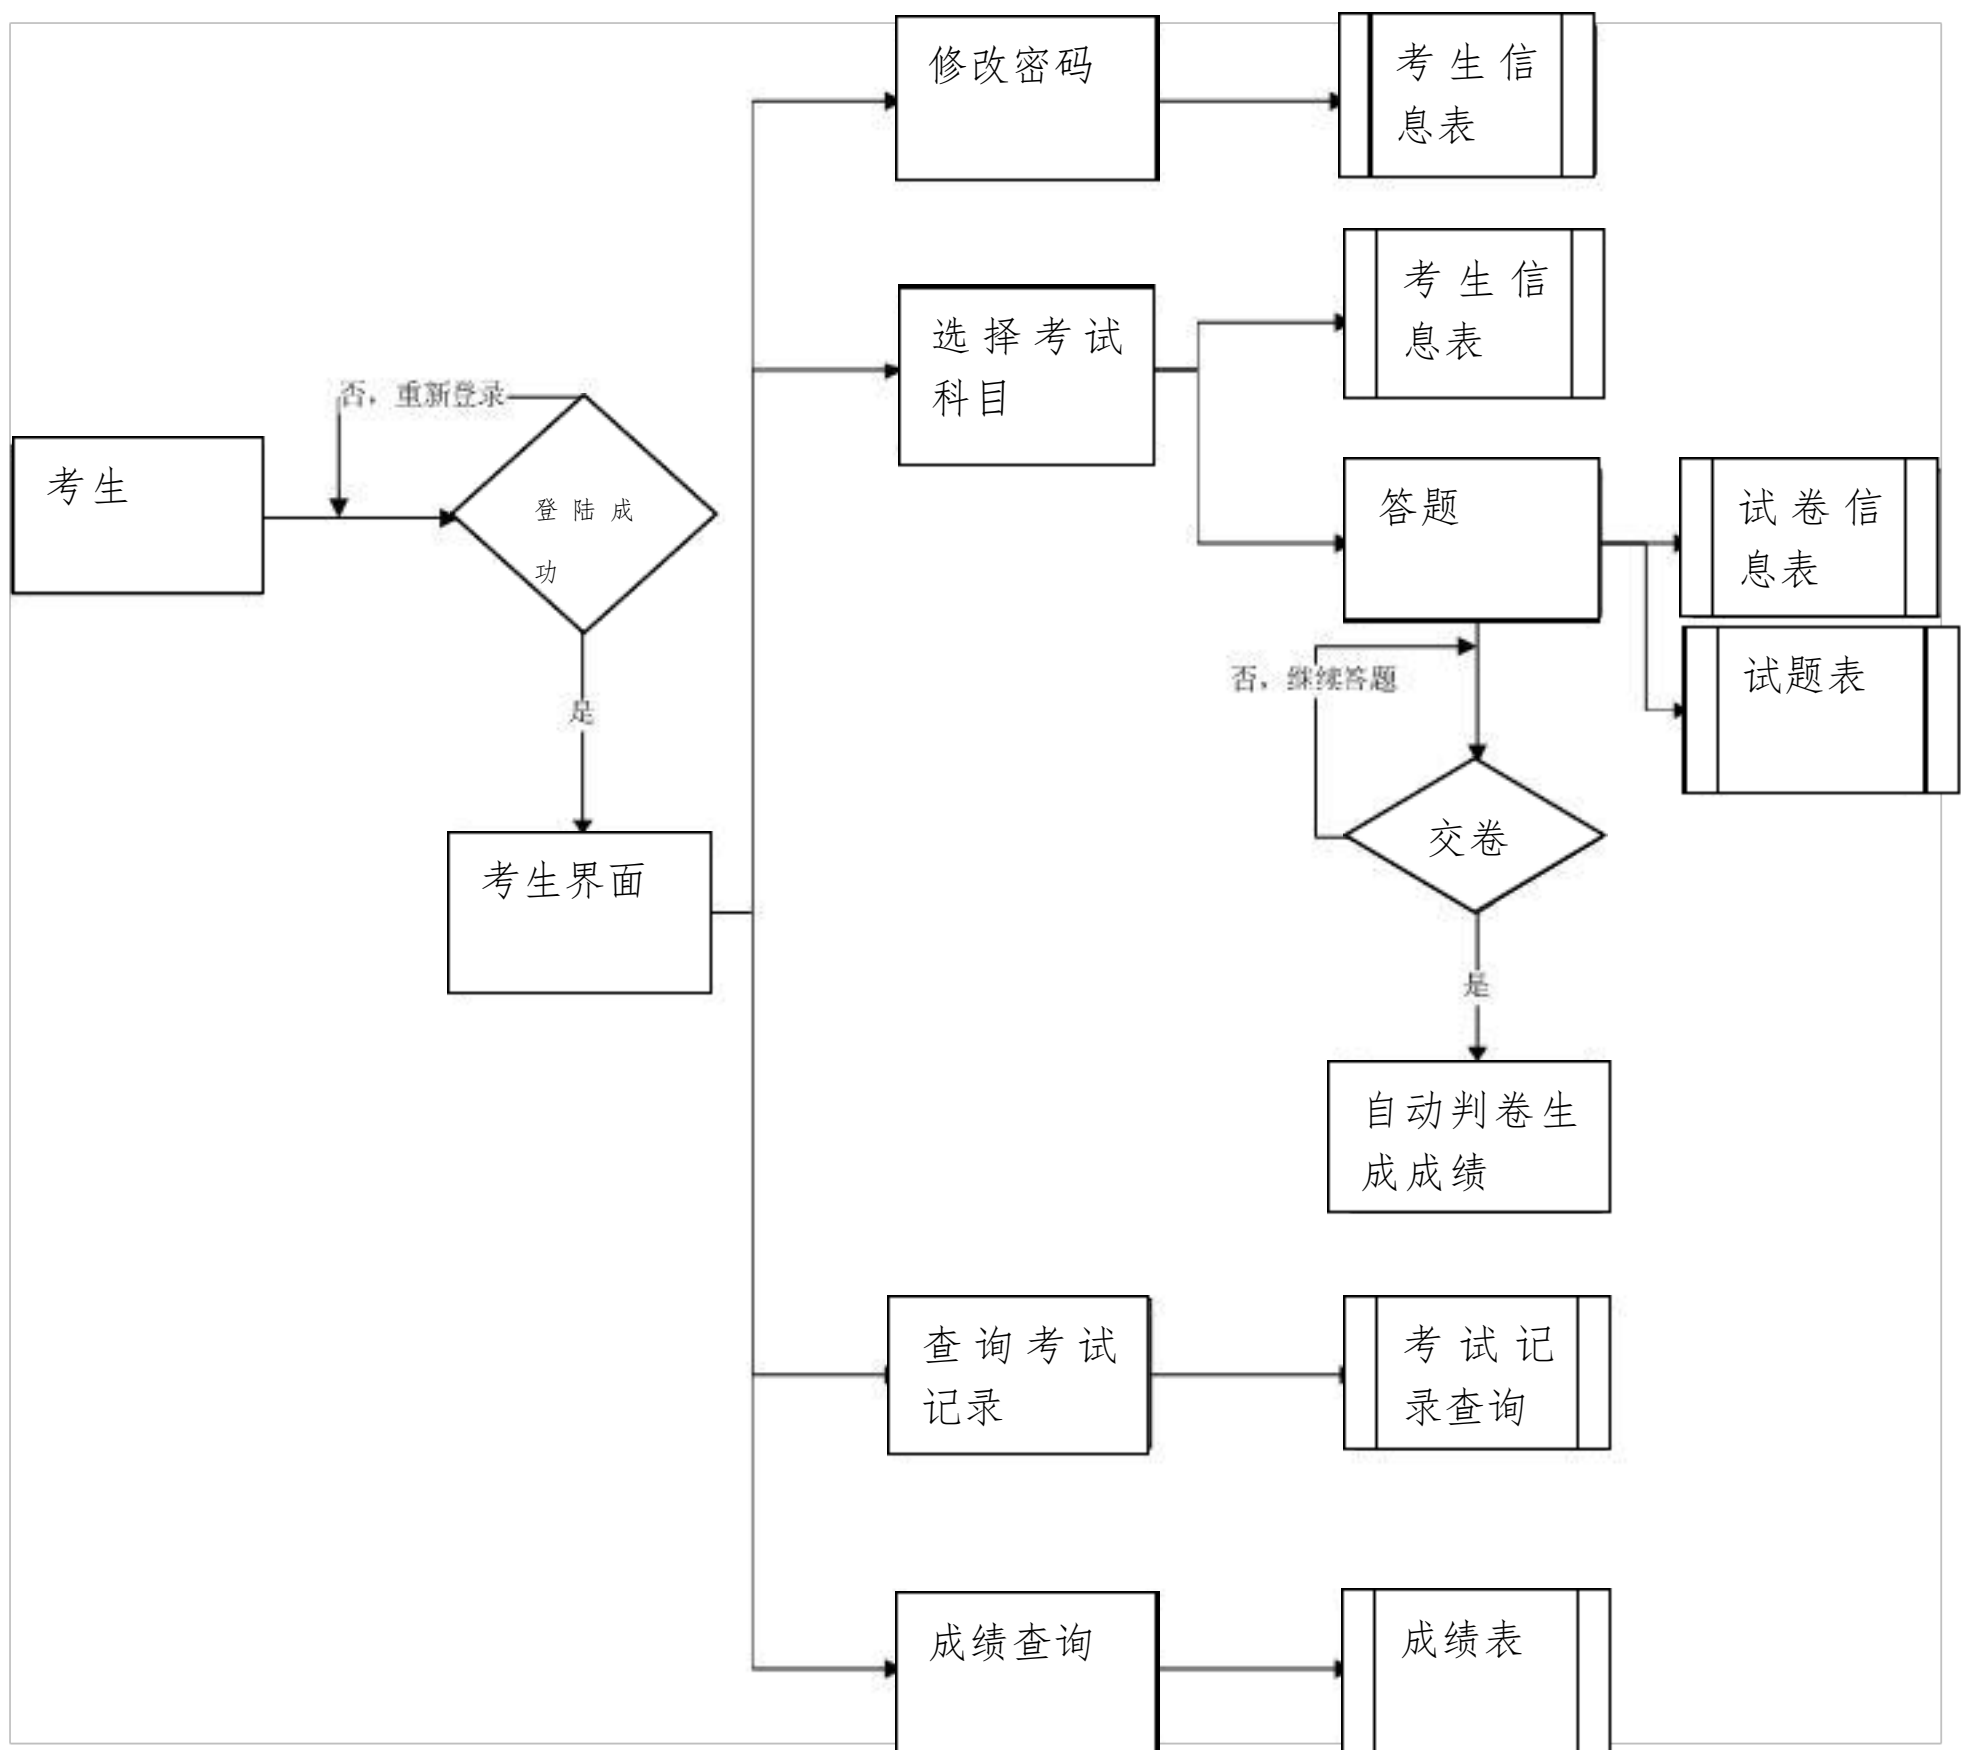 修改密码
考生信
息表
考生信
息表
选择考试
科目
否，重新登录
考生
登陆成
功
答题
试卷信
息表
否，继续答题
试题表
是
交卷
考生界面
是
自动判卷生
成成绩
查询考试
记录
考试记
录查询
成绩查询
成绩表